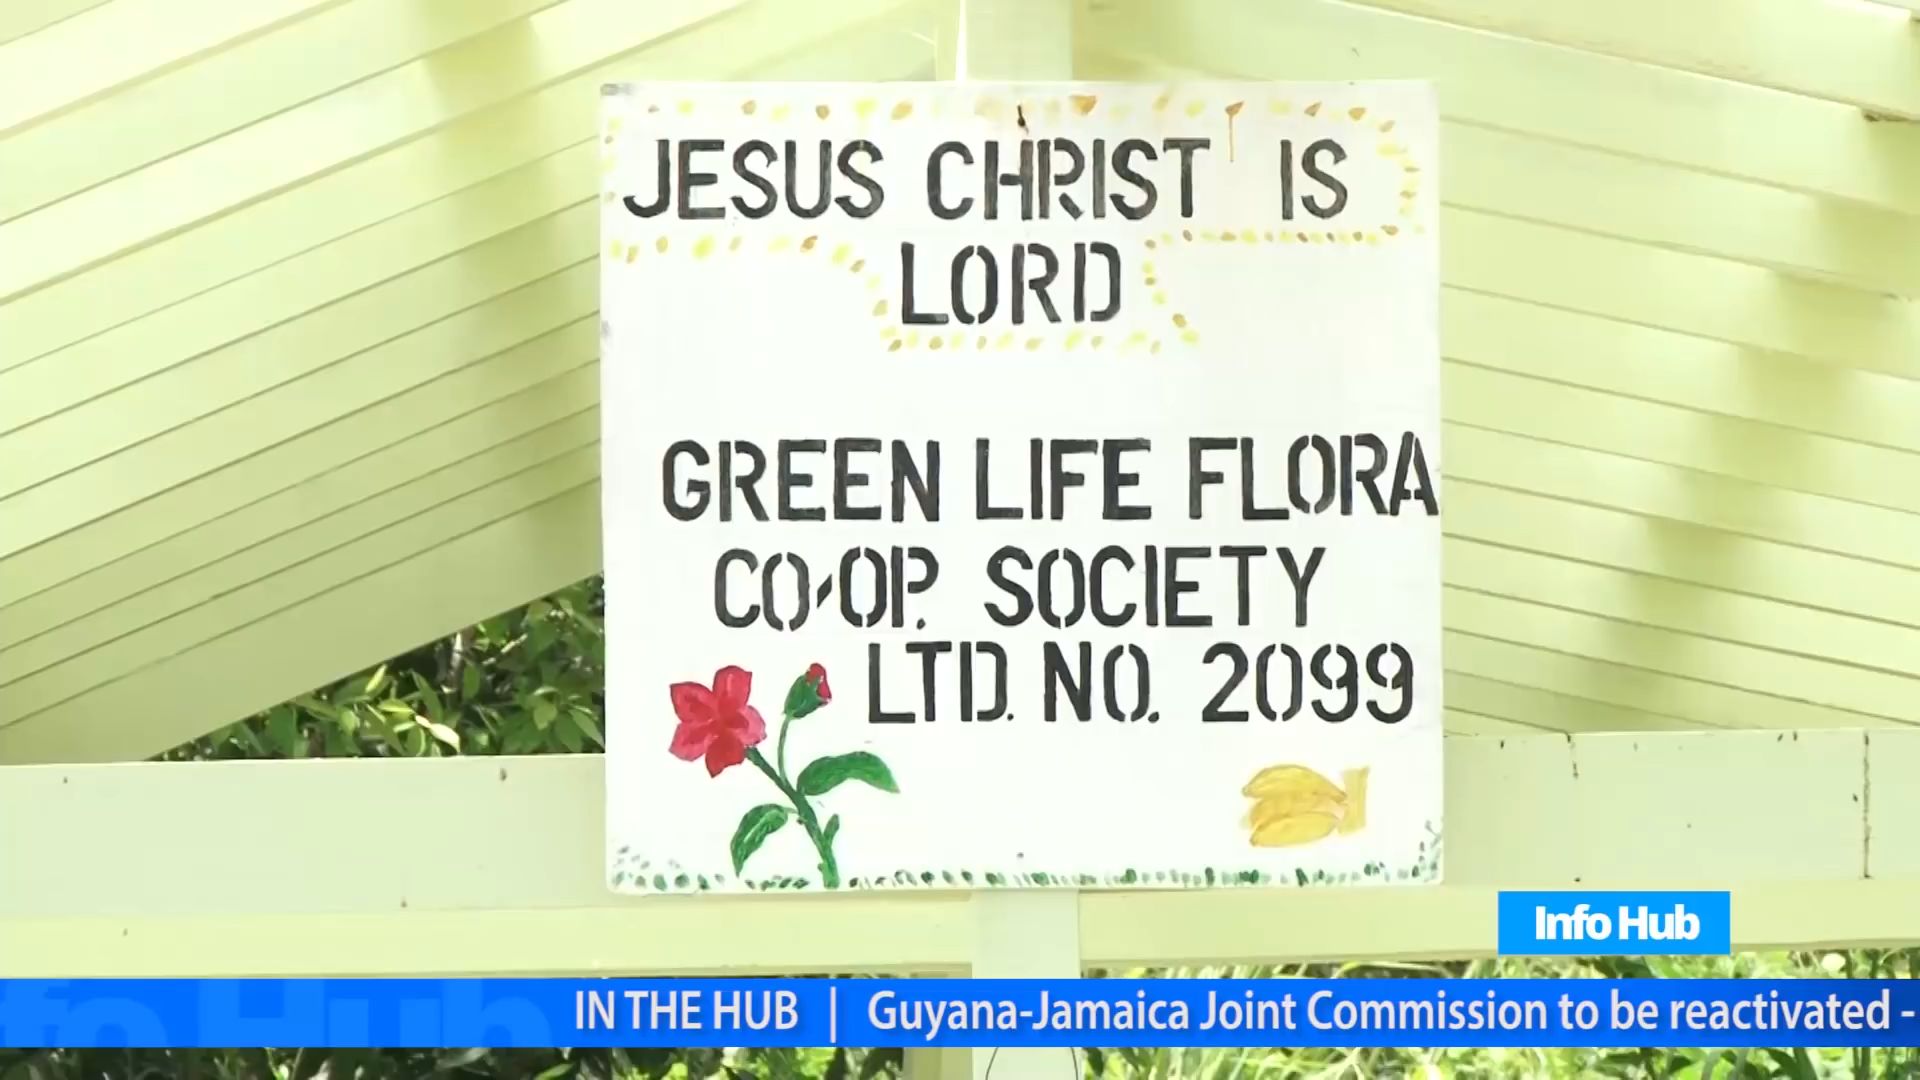 JESUS CHRIST IS
LORD
GREEN LIFE FLORA
CO-OP. SOCIETY
LTD. NO. 2099
Info Hub
IN THE HUB | Guyana-Jamaica Joint Commission to be reactivated -